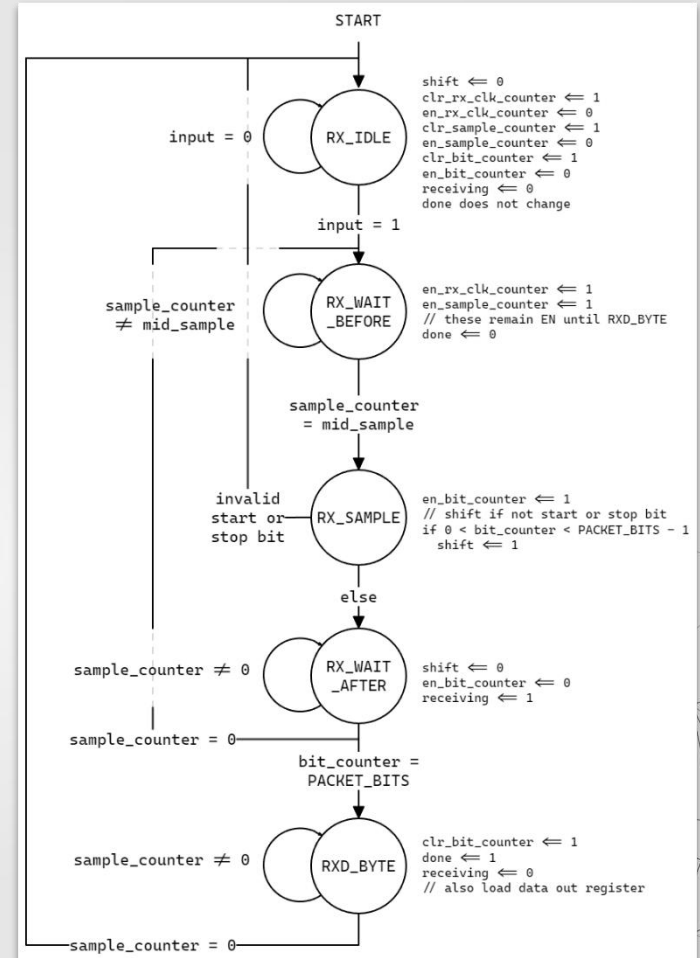 START
shift ⟸ 0
clr_rx_clk_counter ⟸ 1
en_rx_clk_counter ⟸ 0
clr_sample_counter ⟸ 1
en_sample_counter ⟸ 0
clr_bit_counter ⟸ 1
en_bit_counter ⟸ 0
receiving ⟸ 0
done does not change
input = 0
RX_IDLE
input = 1
sample_counter
≠ mid_sample
RX_WAIT
_BEFORE
en_rx_clk_counter ⟸ 1
en_sample_counter ⟸ 1
// these remain EN until RXD_BYTE
done ⟸ 0
sample_counter
= mid_sample
invalid
start or
stop bit
RX_SAMPLE
en_bit_counter ⟸ 1
// shift if not start or stop bit
if 0 < bit_counter < PACKET_BITS - 1
shift ⟸ 1
else
sample_counter ≠ 0
RX_WAIT
_AFTER
shift ⟸ 0
en_bit_counter ⟸ 0
receiving ⟸ 1
sample_counter = 0
bit_counter =
PACKET_BITS
sample_counter ≠ 0
RXD_BYTE
clr_bit_counter ⟸ 1
done ⟸ 1
receiving ⟸ 0
// also load data out register
sample_counter = 0